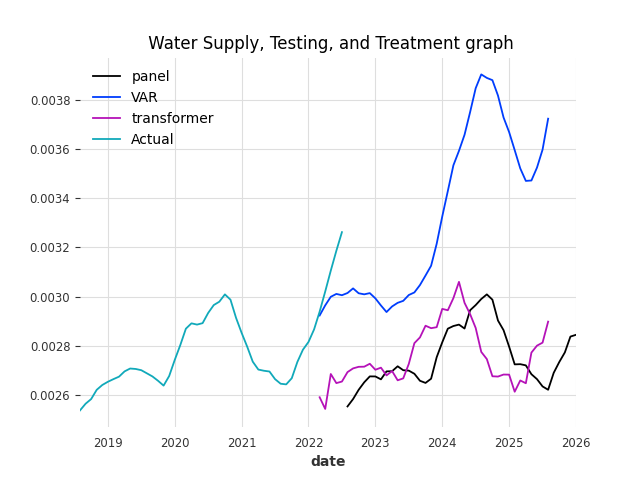 Water Supply, Testing, and Treatment graph
panel
VAR
transformer
Actual
0.0038
0.0036
0.0034
0.0032
0.0030
0.0028
0.0026
2019 2020 2021 2022 2023 2024 2025 2026
date